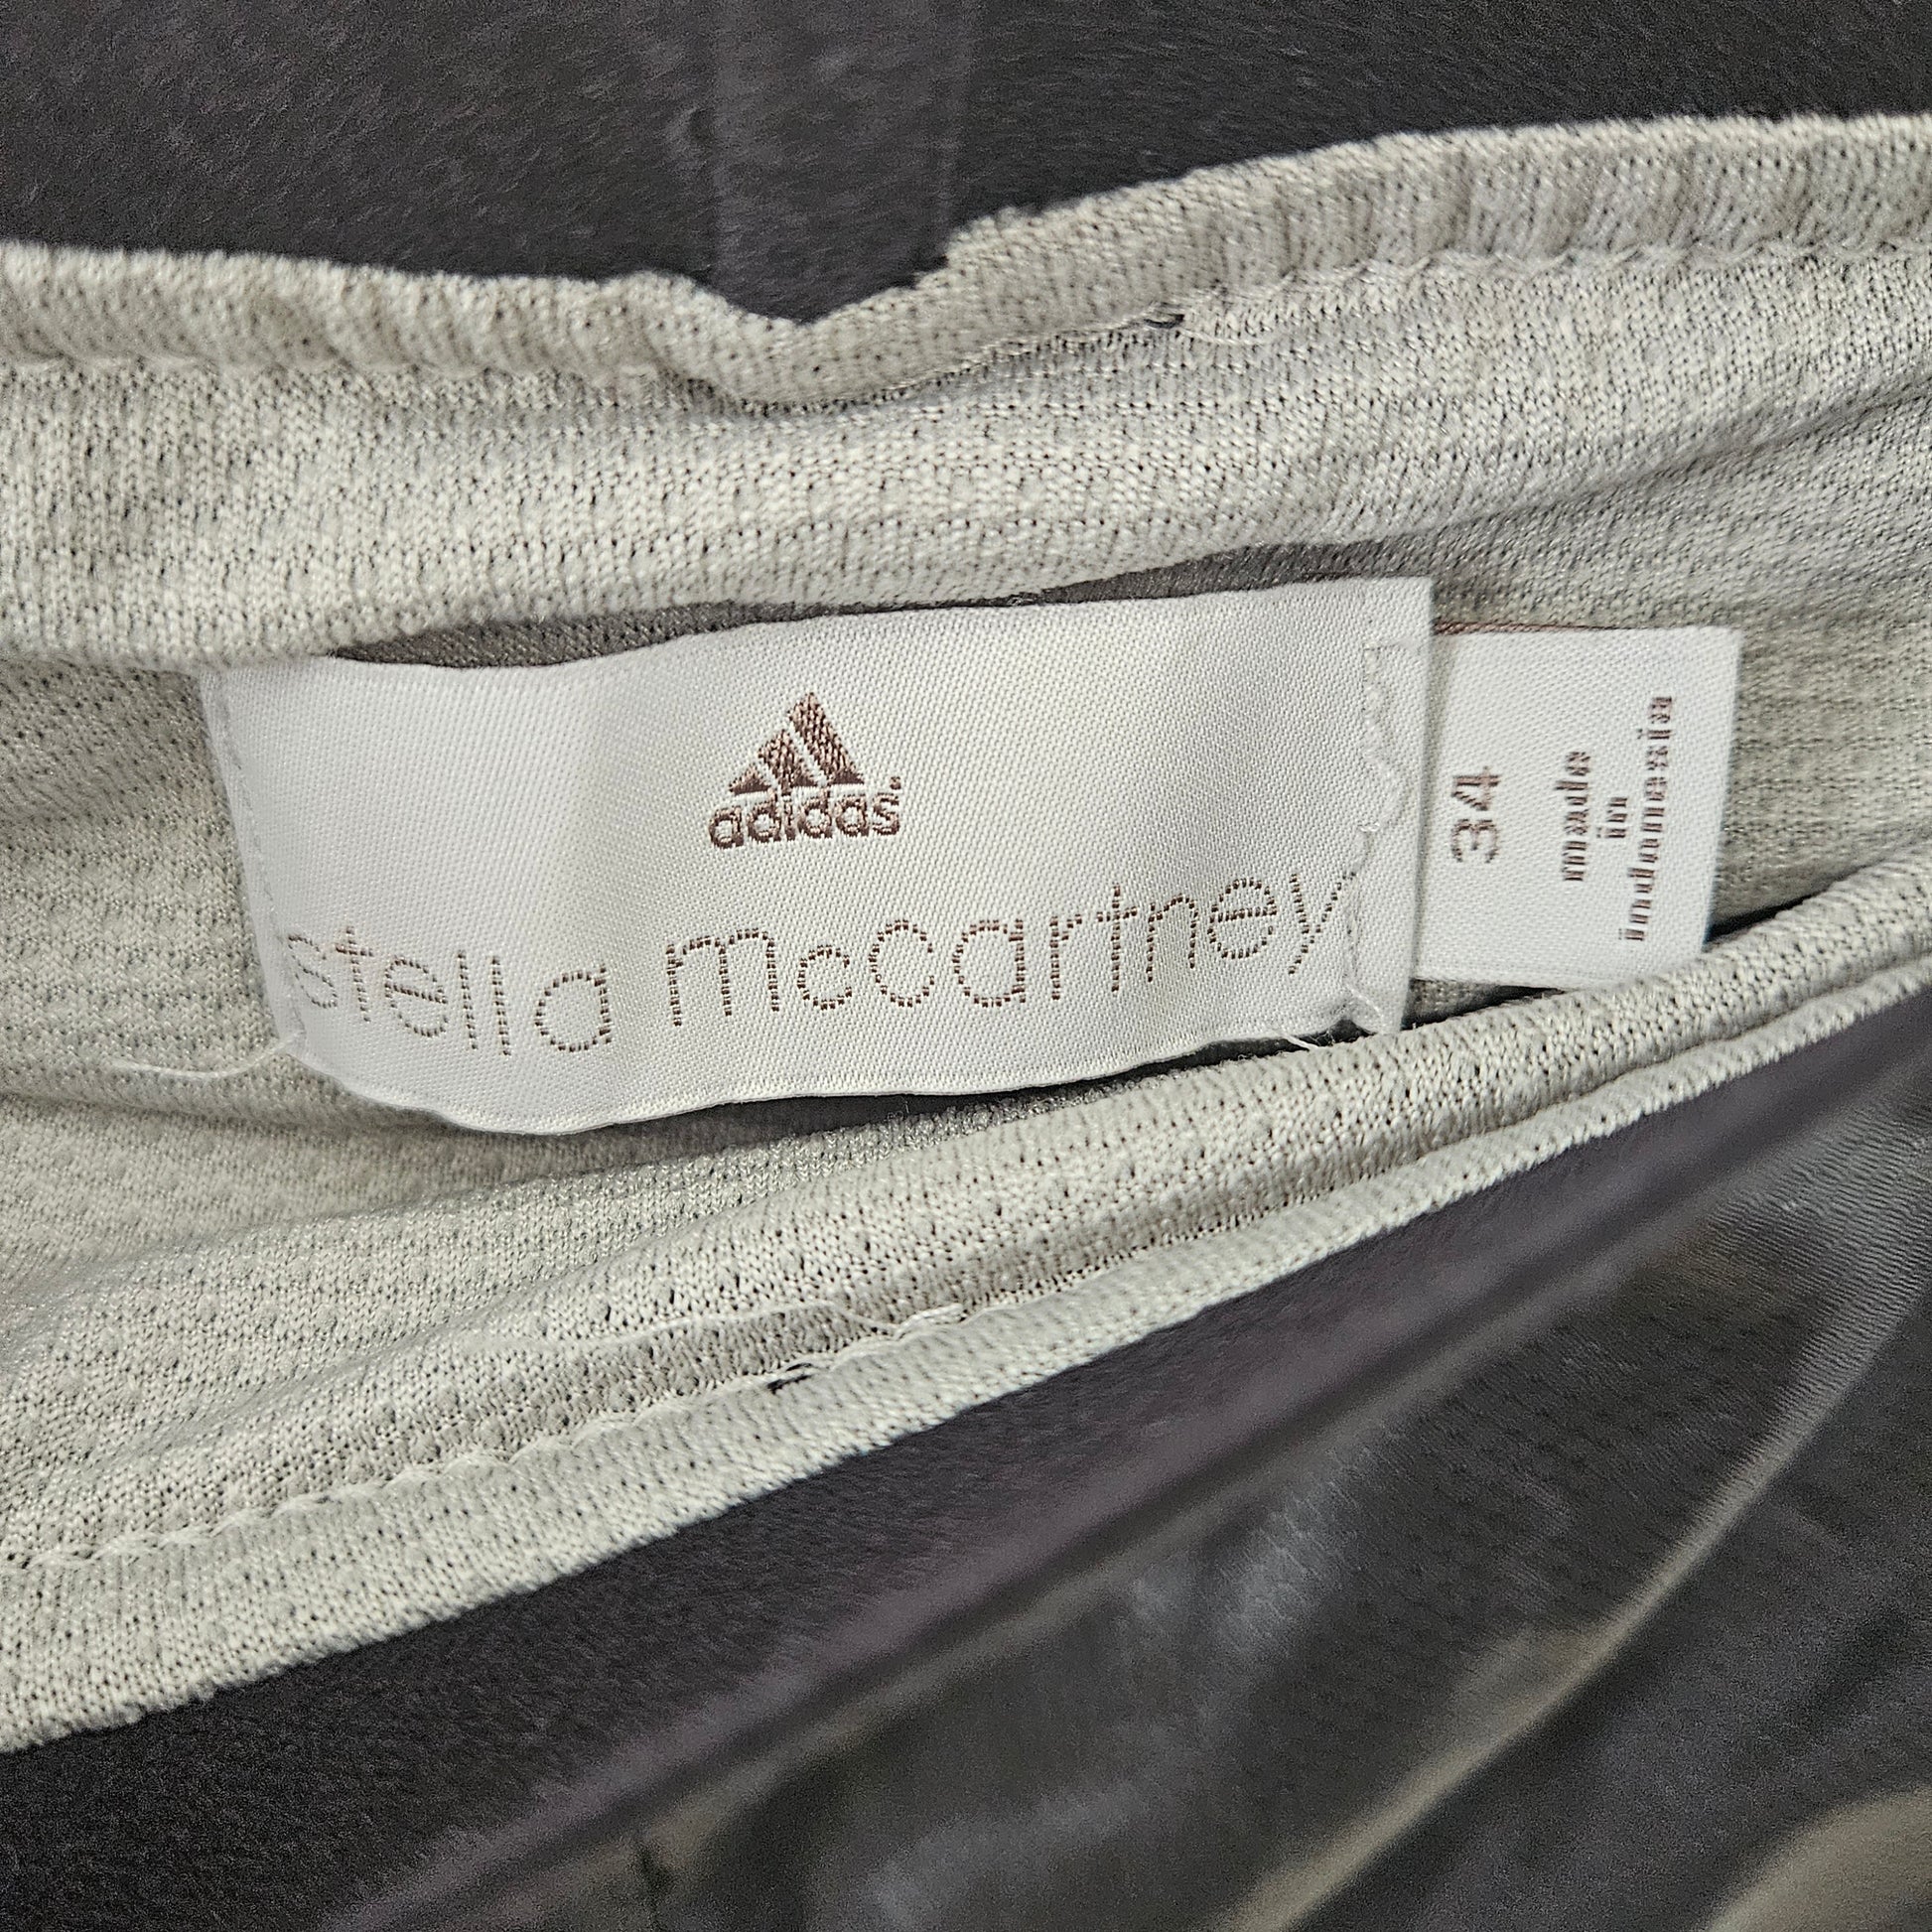 adidas®
stella mccartney
34
made
in
indonesia